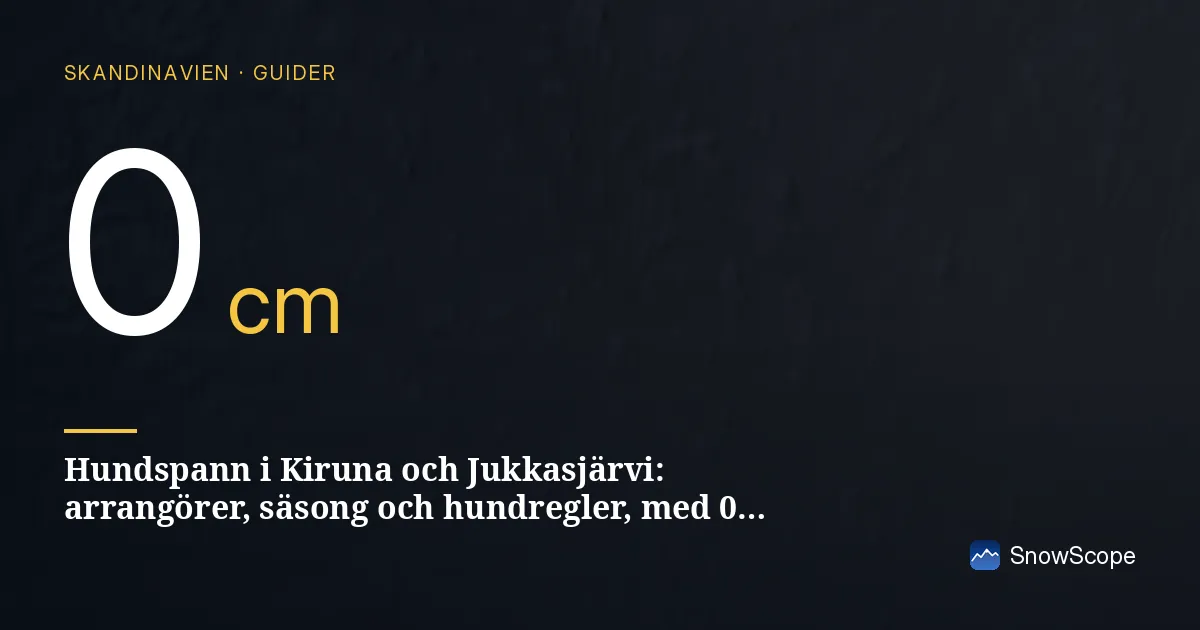 SKANDINAVIEN · GUIDER
0 cm
Hundspann i Kiruna och Jukkasjärvi:
arrangörer, säsong och hundregler, med 0...
SnowScope